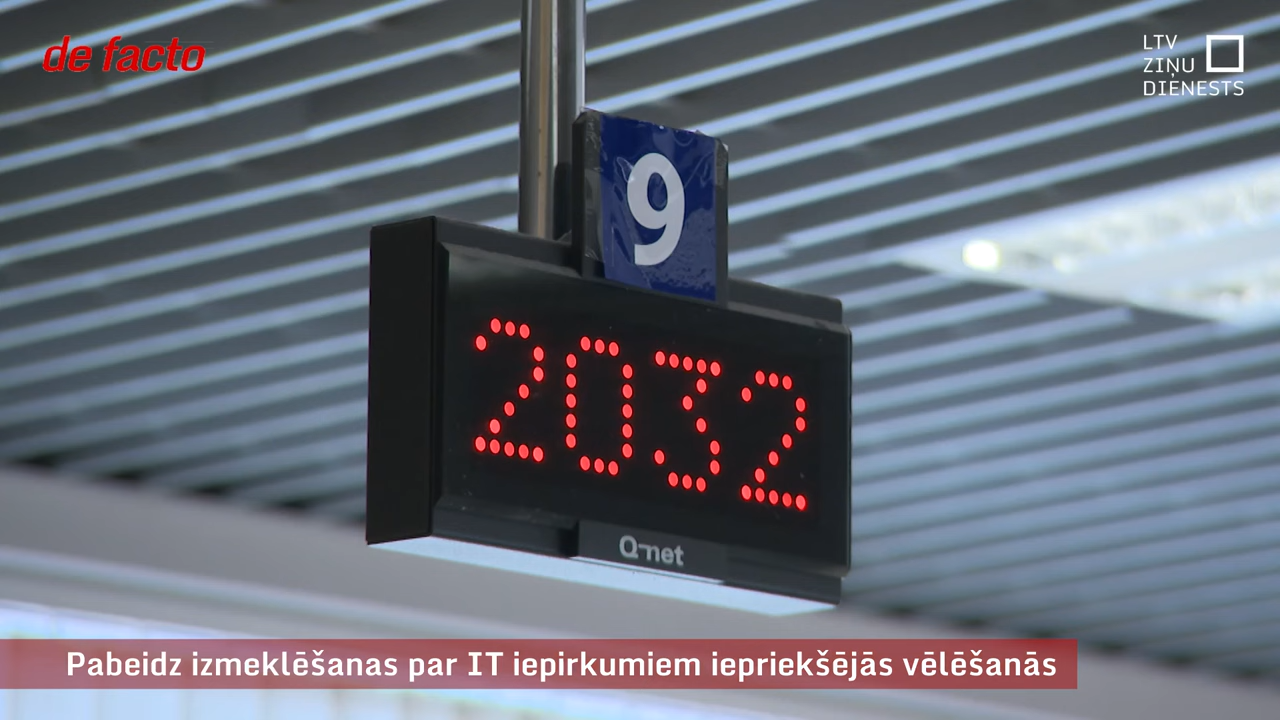 de facto
LTV
ZIŅU
DIENESTS
9
2032
Q-net
Pabeidz izmeklēšanas par IT iepirkumiem iepriekšējās vēlēšanās